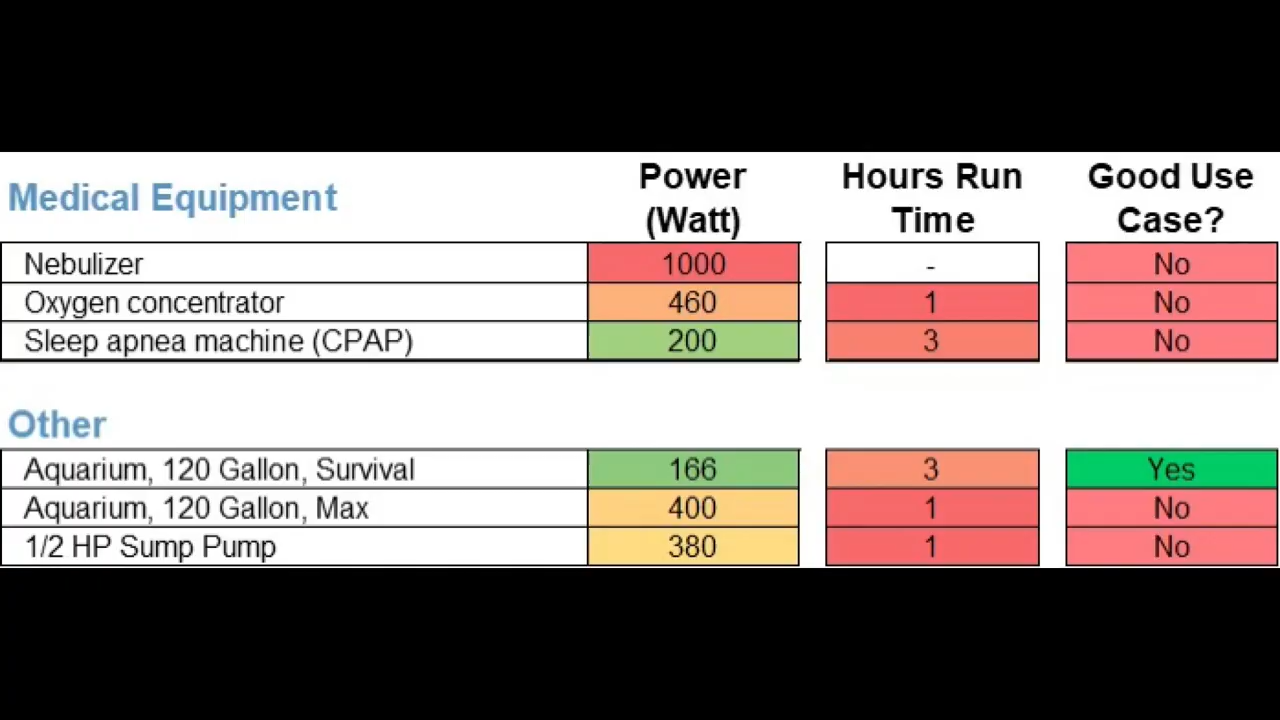 Medical Equipment Power (Watt) Hours Run Time Good Use Case?
Nebulizer 1000 - No
Oxygen concentrator 460 1 No
Sleep apnea machine (CPAP) 200 3 No
Other
Aquarium, 120 Gallon, Survival 166 3 Yes
Aquarium, 120 Gallon, Max 400 1 No
1/2 HP Sump Pump 380 1 No